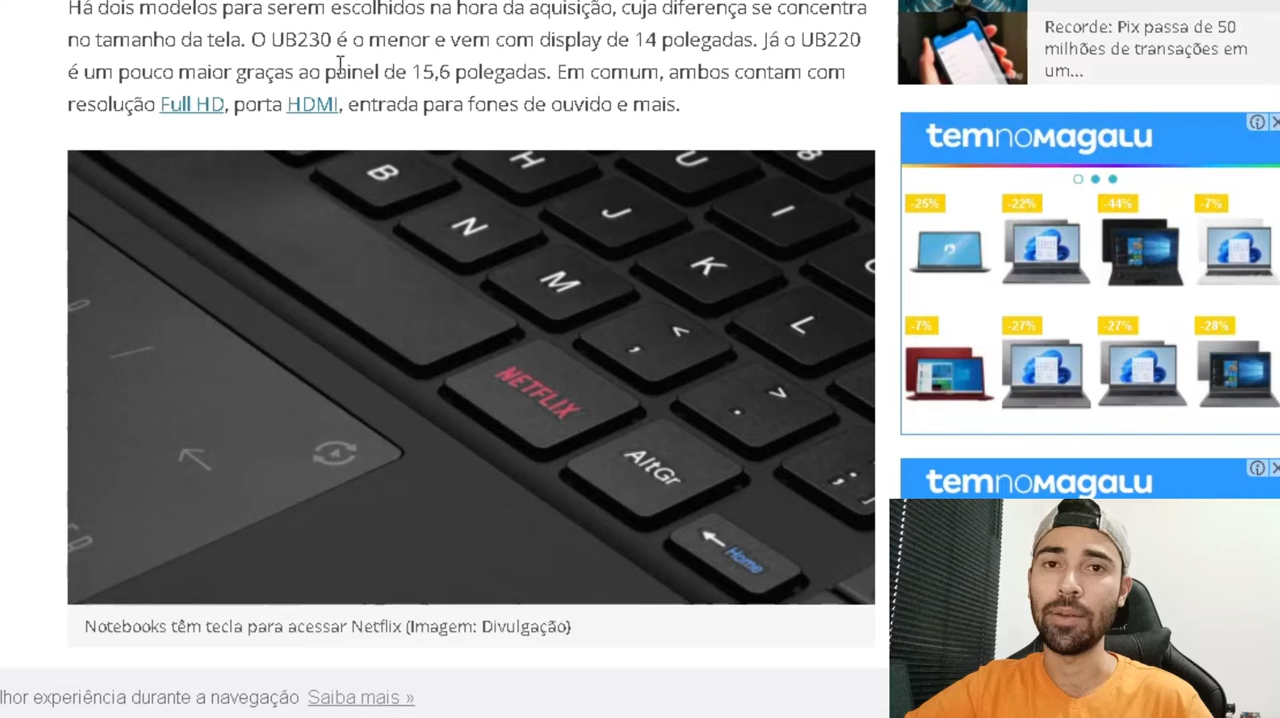 Há dois modelos para serem escolhidos na hora da aquisição, cuja diferença se concentra
no tamanho da tela. O UB230 é o menor e vem com display de 14 polegadas. Já o UB220
é um pouco maior graças ao painel de 15,6 polegadas. Em comum, ambos contam com
resolução Full HD, porta HDMI, entrada para fones de ouvido e mais.
Recorde: Pix passa de 50
milhões de transações em
um...
temnomagalu
-26% -22% -44% -7%
-7% -27% -27% -28%
temnomagalu
B H U 8
N J I
M K
, < L
NETFLIX . >
AltGr ;
Home
Notebooks têm tecla para acessar Netflix (Imagem: Divulgação)
lhor experiência durante a navegação Saiba mais »